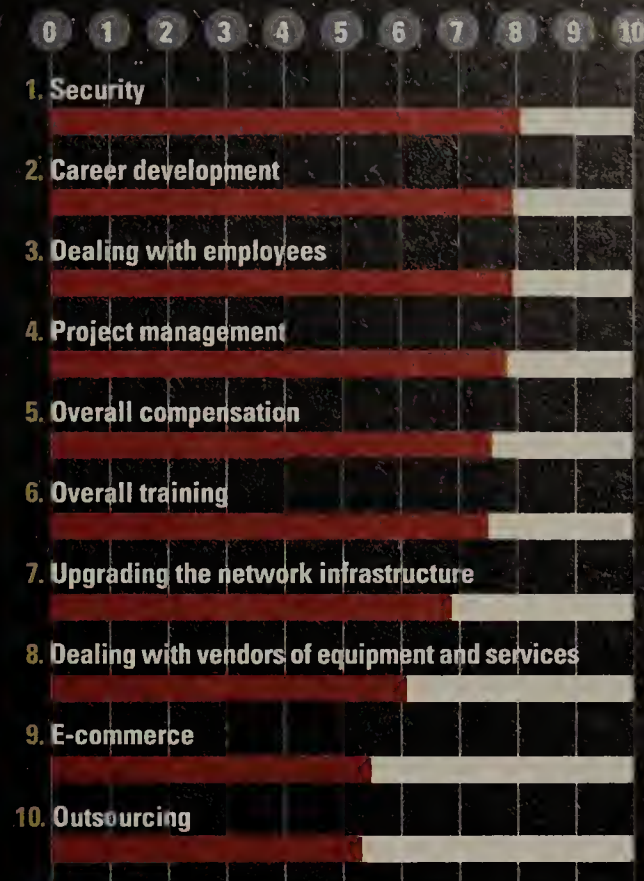 0 1 2 3 4 5 6 7 8 9 10
1. Security
2. Career development
3. Dealing with employees
4. Project management
5. Overall compensation
6. Overall training
7. Upgrading the network infrastructure
8. Dealing with vendors of equipment and services
9. E-commerce
10. Outsourcing